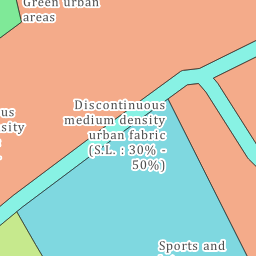 Green urban
areas
Discontinuous
medium density
urban fabric
(S.L. : 30% -
50%)
Sports and